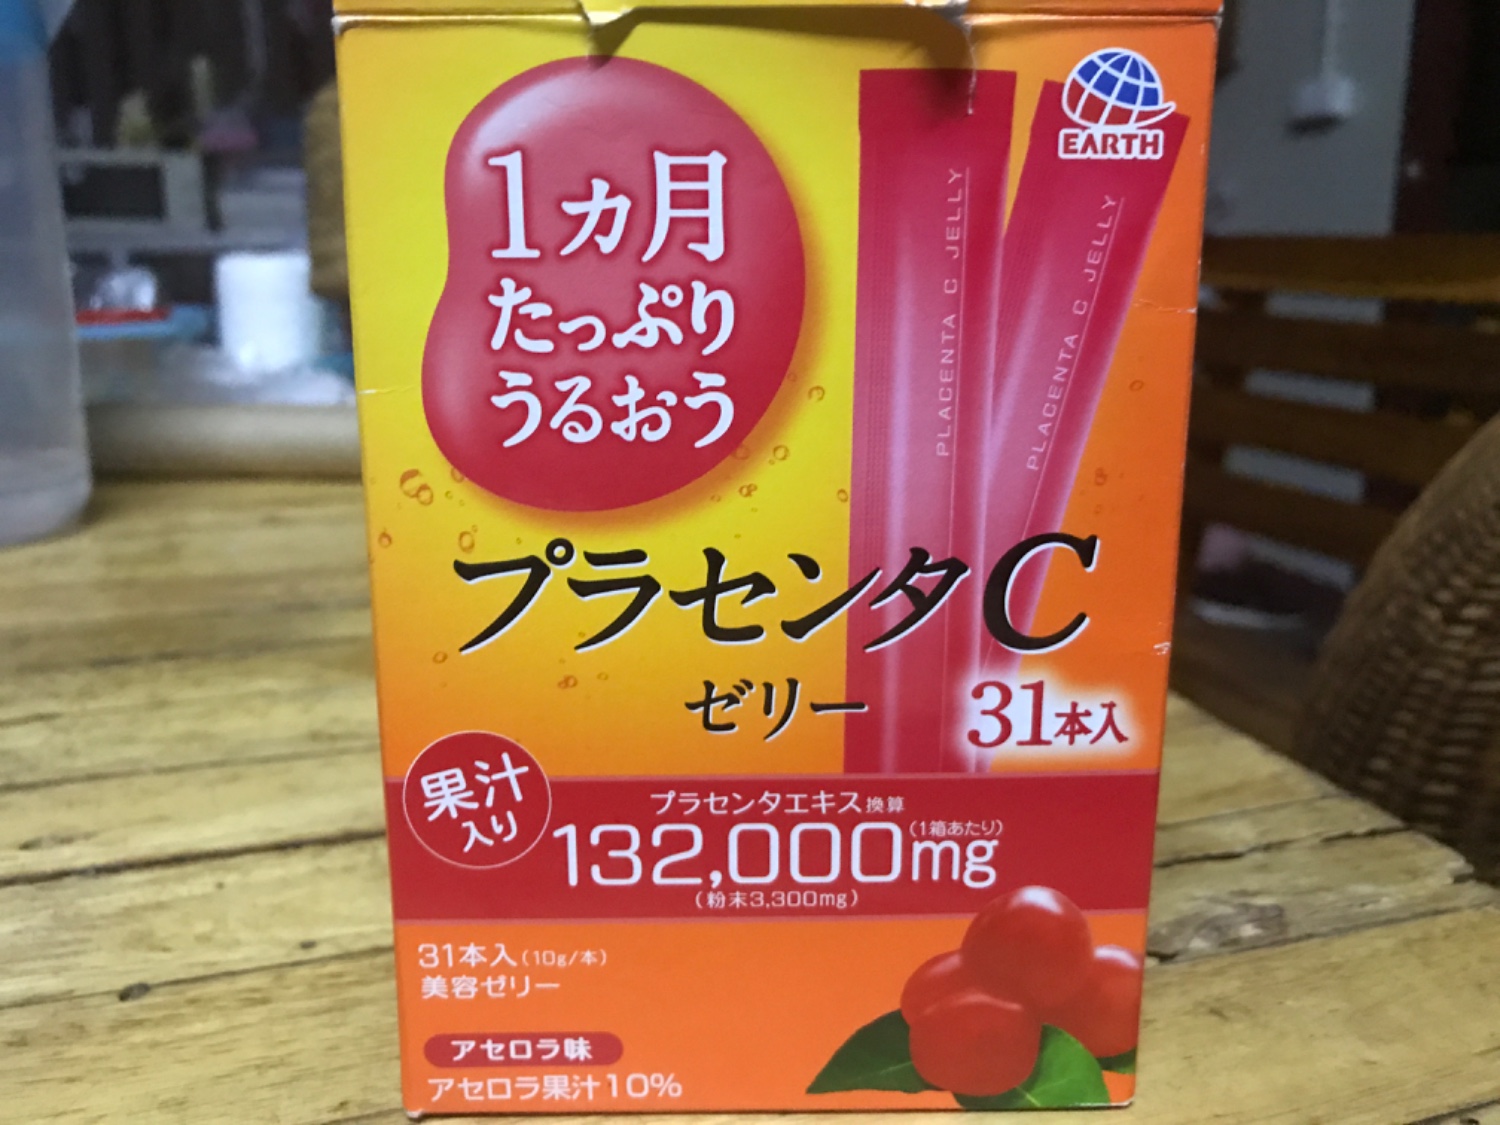 EARTH
1ヵ月
たっぷり
うるおう
PLACENTA C JELLY
PLACENTA C JELLY
プラセンタC
ゼリー
31本入
果汁
入り
プラセンタエキス換算
132,000mg(1箱あたり)
(粉末3,300mg)
31本入(10g/本)
美容ゼリー
アセロラ味
アセロラ果汁10%